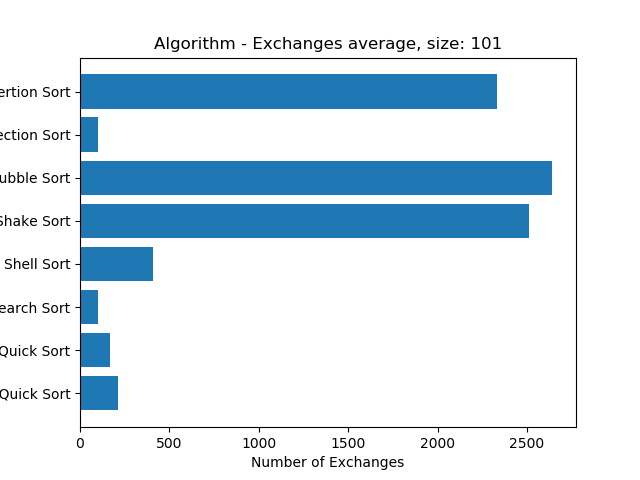 Algorithm - Exchanges average, size: 101
ertion Sort
ection Sort
ubble Sort
Shake Sort
Shell Sort
earch Sort
Quick Sort
Quick Sort
0 500 1000 1500 2000 2500
Number of Exchanges